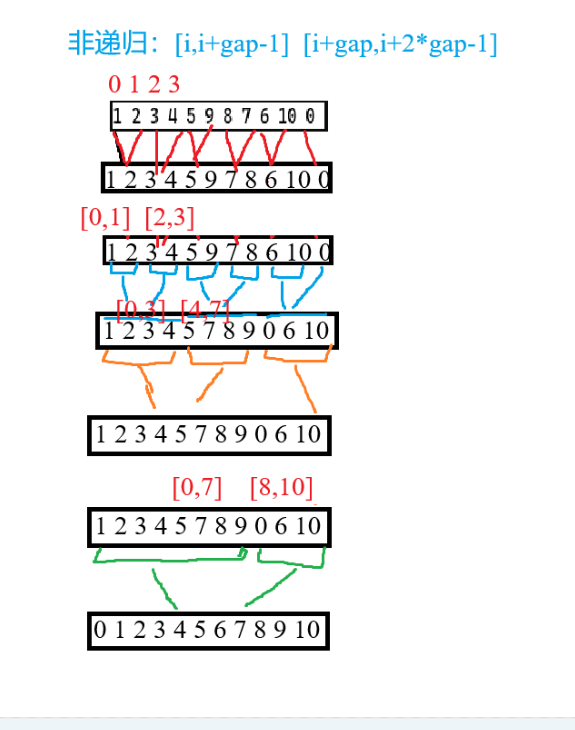 非递归：[i,i+gap-1] [i+gap,i+2*gap-1]
0 1 2 3
1 2 3 4 5 9 8 7 6 10 0
1 2 3 4 5 9 7 8 6 10 0
[0,1] [2,3]
1 2 3 4 5 9 7 8 6 10 0
[0,3] [4,7]
1 2 3 4 5 7 8 9 0 6 10
1 2 3 4 5 7 8 9 0 6 10
[0,7] [8,10]
1 2 3 4 5 7 8 9 0 6 10
0 1 2 3 4 5 6 7 8 9 10